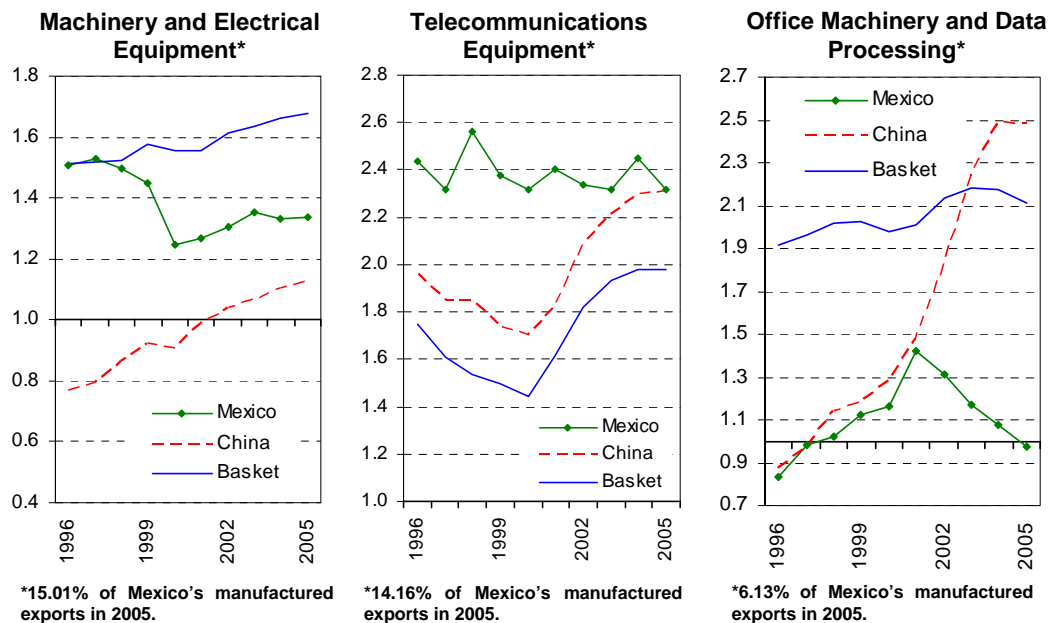 Machinery and Electrical
Equipment*
1.8
1.6
1.4
1.2
1.0
0.8
0.6
0.4
Mexico
China
Basket
1996
1999
2002
2005
*15.01% of Mexico's manufactured
exports in 2005.
Telecommunications
Equipment*
2.8
2.6
2.4
2.2
2.0
1.8
1.6
1.4
1.2
1.0
Mexico
China
Basket
1996
1999
2002
2005
*14.16% of Mexico's manufactured
exports in 2005.
Office Machinery and Data
Processing*
2.7
2.5
2.3
2.1
1.9
1.7
1.5
1.3
1.1
0.9
0.7
Mexico
China
Basket
1996
1999
2002
2005
*6.13% of Mexico's manufactured
exports in 2005.